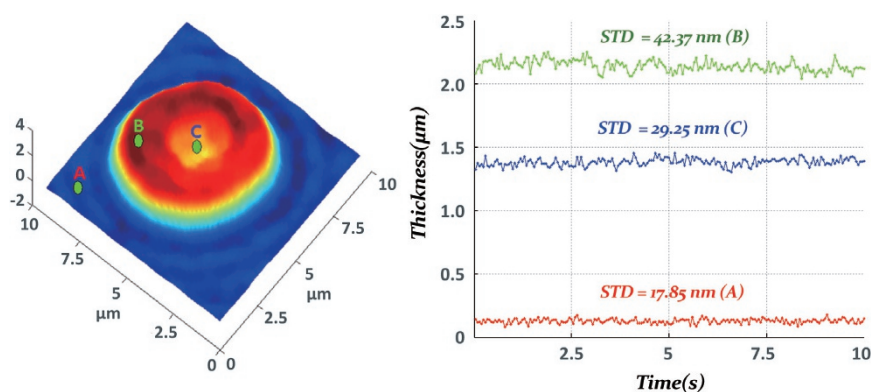 4
2
0
-2
A
B
C
10
7.5
5
2.5
0
μm
0
2.5
5
7.5
10
μm
2.5
2.0
1.5
1.0
0.5
0
Thickness(μm)
STD = 42.37 nm (B)
STD = 29.25 nm (C)
STD = 17.85 nm (A)
2.5
5
7.5
10
Time(s)